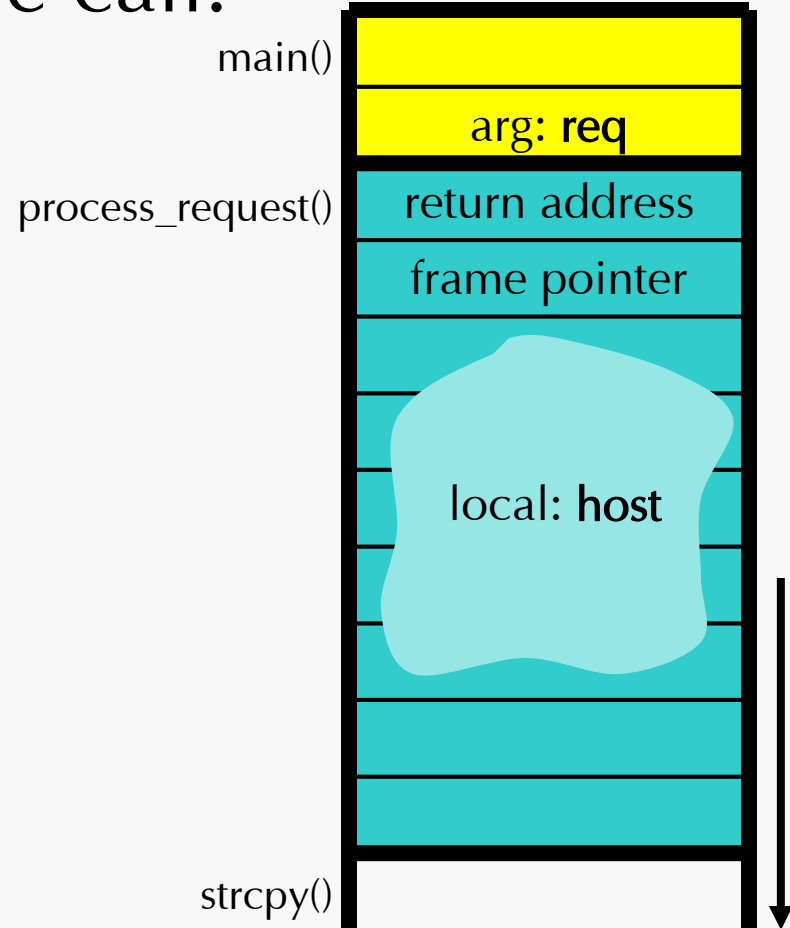 main()
arg: req
process_request()
return address
frame pointer
local: host
strcpy()